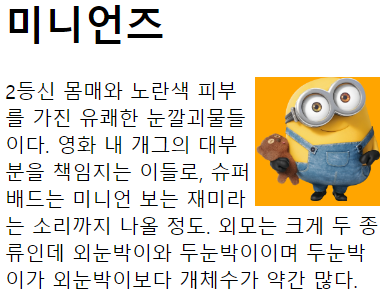 미니언즈
2등신 몸매와 노란색 피부
를 가진 유쾌한 눈깔괴물들
이다. 영화 내 개그의 대부
분을 책임지는 이들로, 슈퍼
배드는 미니언 보는 재미라
는 소리까지 나올 정도. 외모는 크게 두 종
류인데 외눈박이와 두눈박이이며 두눈박
이가 외눈박이보다 개체수가 약간 많다.